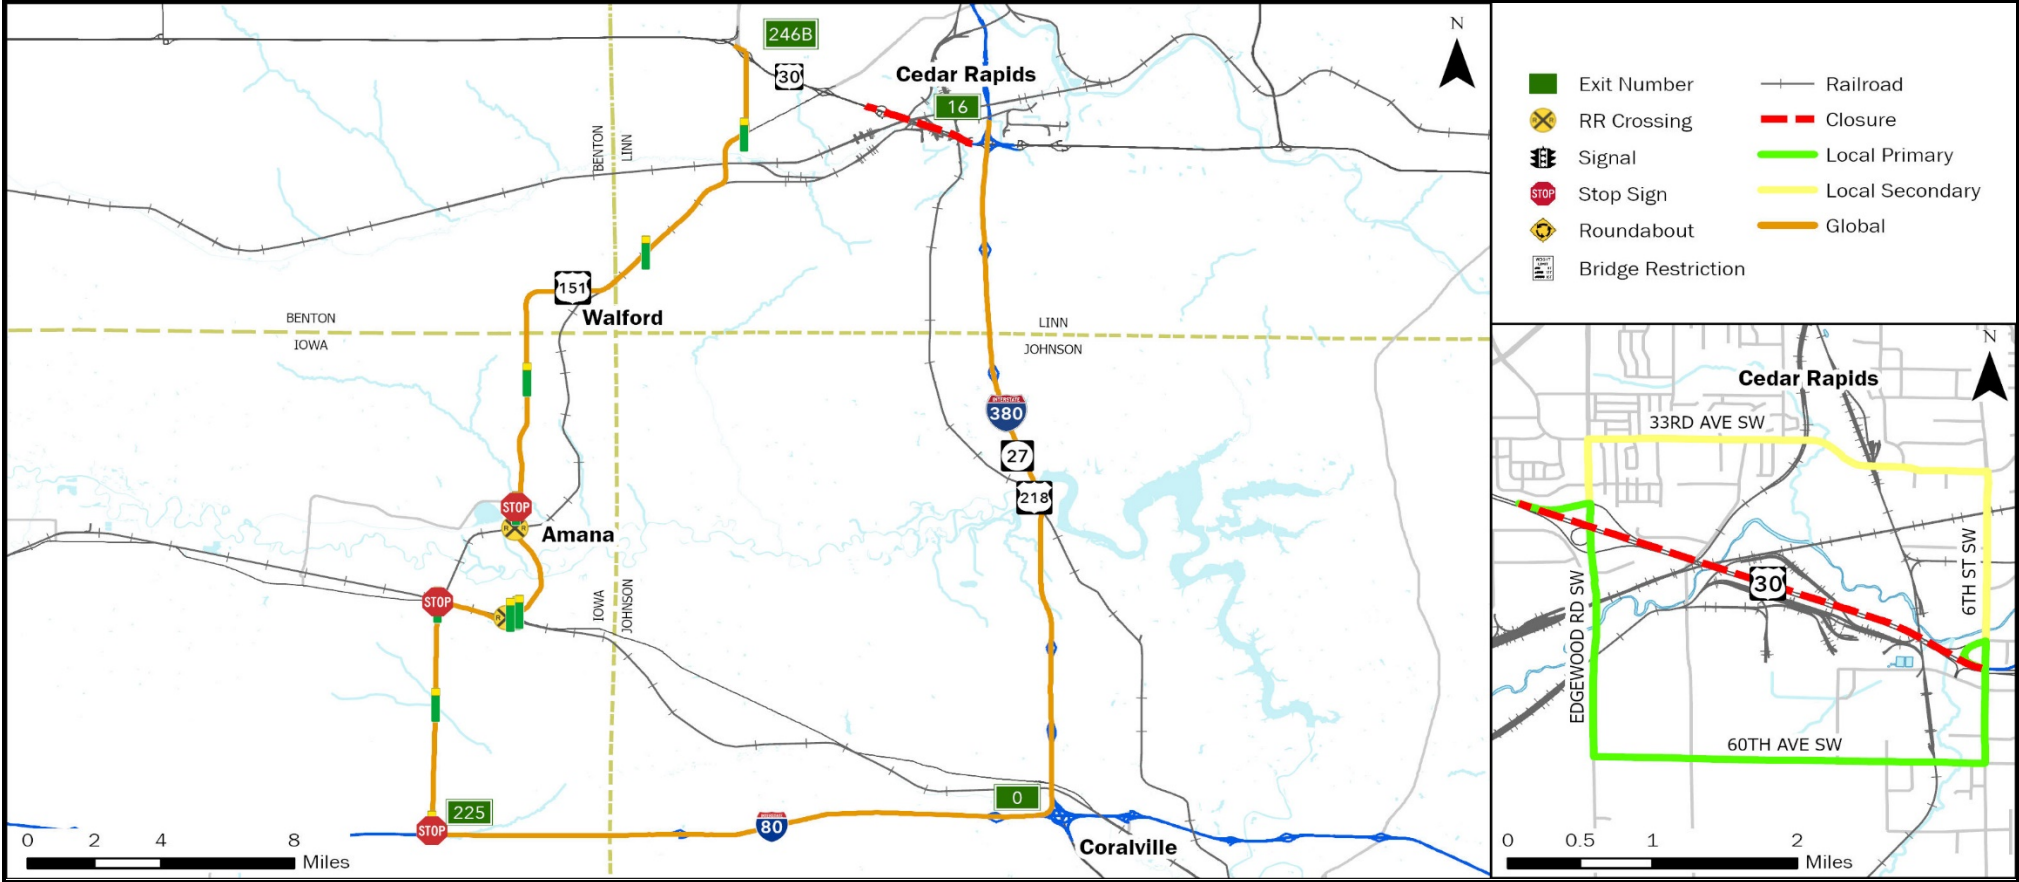 246B
N
30
Cedar Rapids
16
BENTON
LINN
151
Walford
BENTON
IOWA
LINN
JOHNSON
INTERSTATE
380
27
218
STOP
R R
Amana
STOP
R
IOWA
JOHNSON
225
STOP
0
80
Coralville
0 2 4 8 Miles
Exit Number
Railroad
R R
RR Crossing
Closure
Signal
Local Primary
STOP
Stop Sign
Local Secondary
Roundabout
Global
WEIGHT
LIMIT
Bridge Restriction
N
Cedar Rapids
33RD AVE SW
30
6TH ST SW
EDGEWOOD RD SW
60TH AVE SW
0 0.5 1 2 Miles